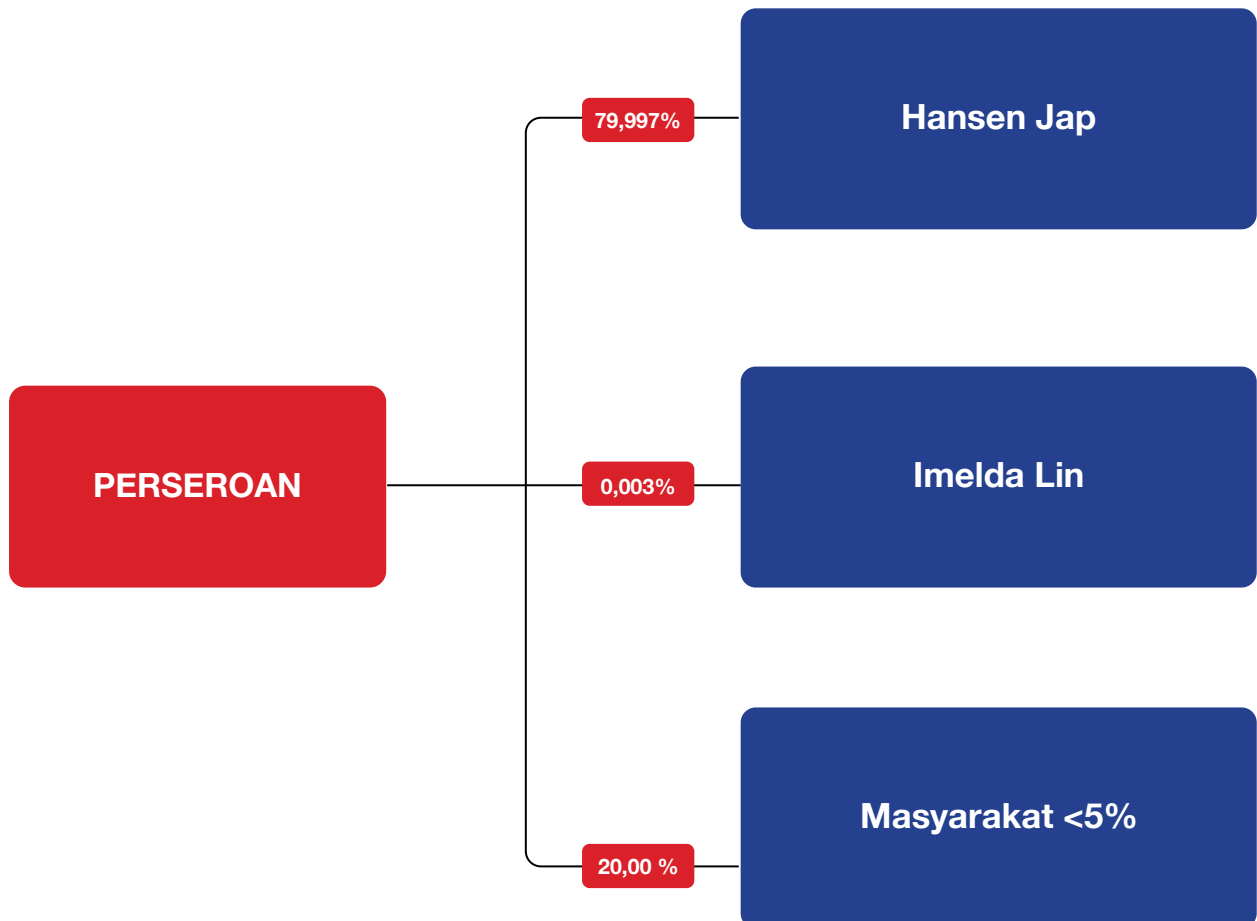 79,997%
Hansen Jap
PERSEROAN
0,003%
Imelda Lin
20,00 %
Masyarakat <5%